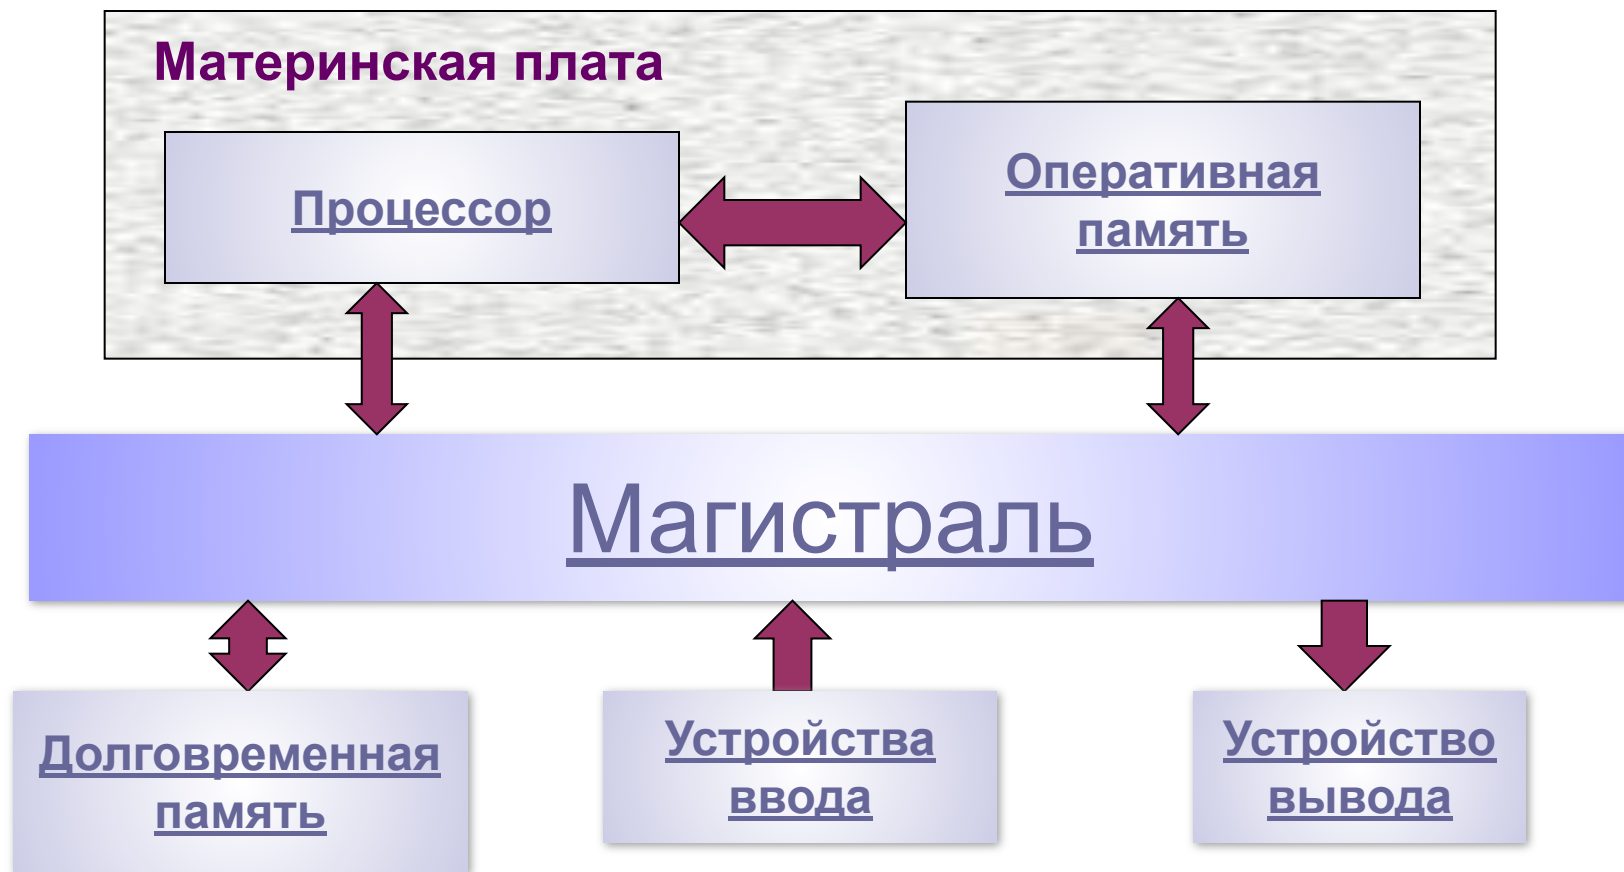 Материнская плата
Процессор
Оперативная
память
Магистраль
Долговременная
память
Устройства
ввода
Устройство
вывода